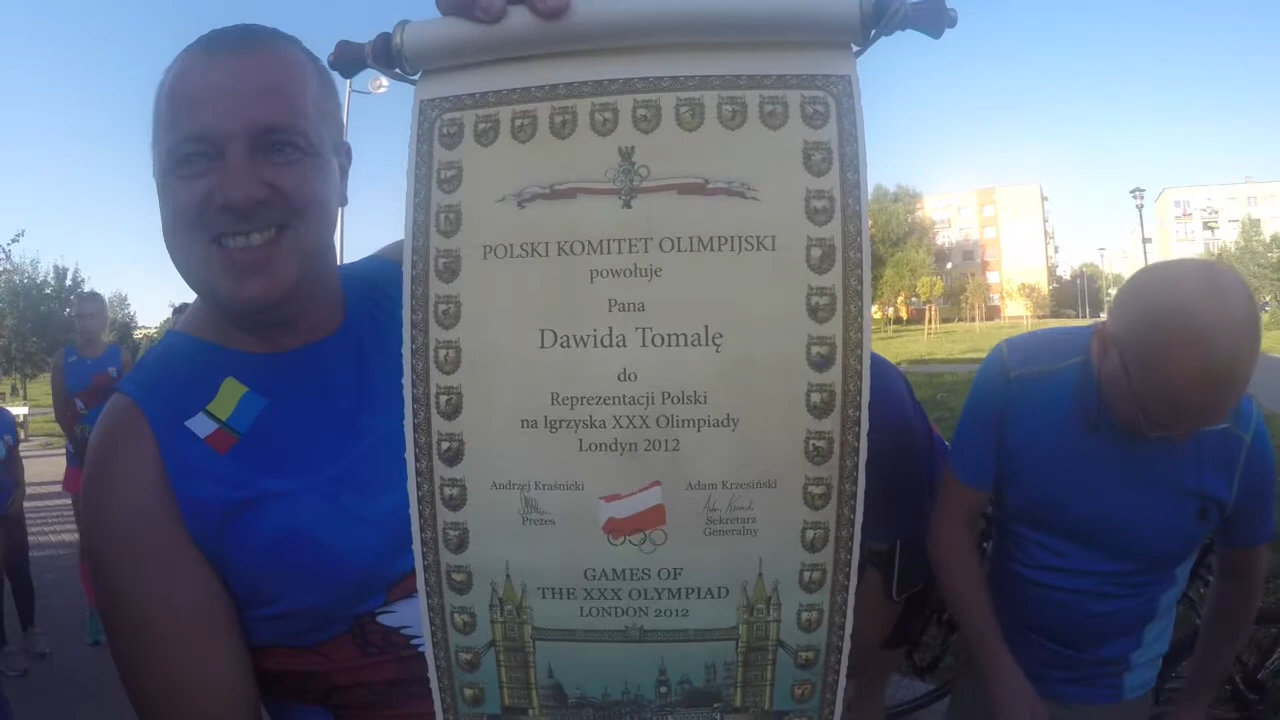 POLSKI KOMITET OLIMPIJSKI
powołuje
Pana
Dawida Tomalę
do
Reprezentacji Polski
na Igrzyska XXX Olimpiady
Londyn 2012
Andrzej Kraśnicki
Prezes
Adam Krzesiński
Sekretarz
Generalny
GAMES OF
THE XXX OLYMPIAD
LONDON 2012